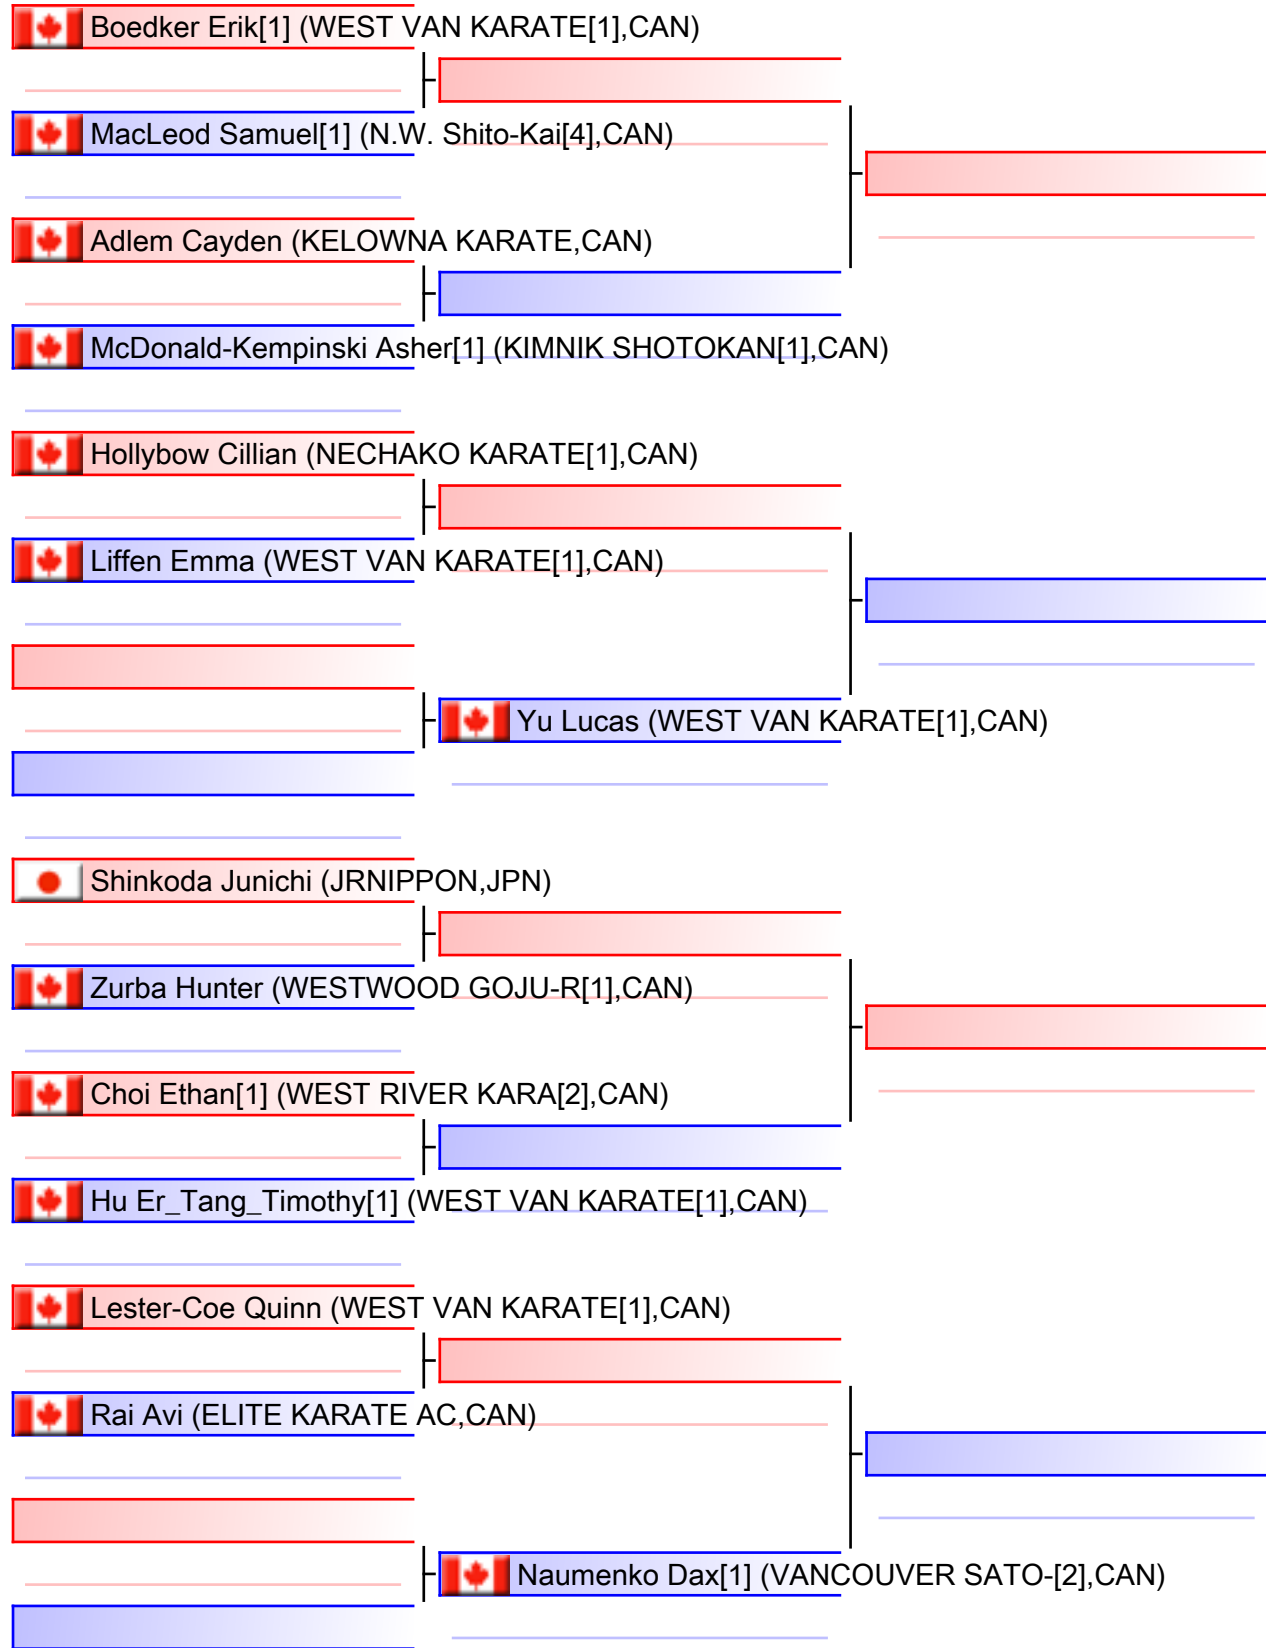 Boedker Erik[1] (WEST VAN KARATE[1],CAN)
MacLeod Samuel[1] (N.W. Shito-Kai[4],CAN)
Adlem Cayden (KELOWNA KARATE,CAN)
McDonald-Kempinski Asher[1] (KIMNIK SHOTOKAN[1],CAN)
Hollybow Cillian (NECHAKO KARATE[1],CAN)
Liffen Emma (WEST VAN KARATE[1],CAN)
Yu Lucas (WEST VAN KARATE[1],CAN)
Shinkoda Junichi (JRNIPPON,JPN)
Zurba Hunter (WESTWOOD GOJU-R[1],CAN)
Choi Ethan[1] (WEST RIVER KARA[2],CAN)
Hu Er_Tang_Timothy[1] (WEST VAN KARATE[1],CAN)
Lester-Coe Quinn (WEST VAN KARATE[1],CAN)
Rai Avi (ELITE KARATE AC,CAN)
Naumenko Dax[1] (VANCOUVER SATO-[2],CAN)